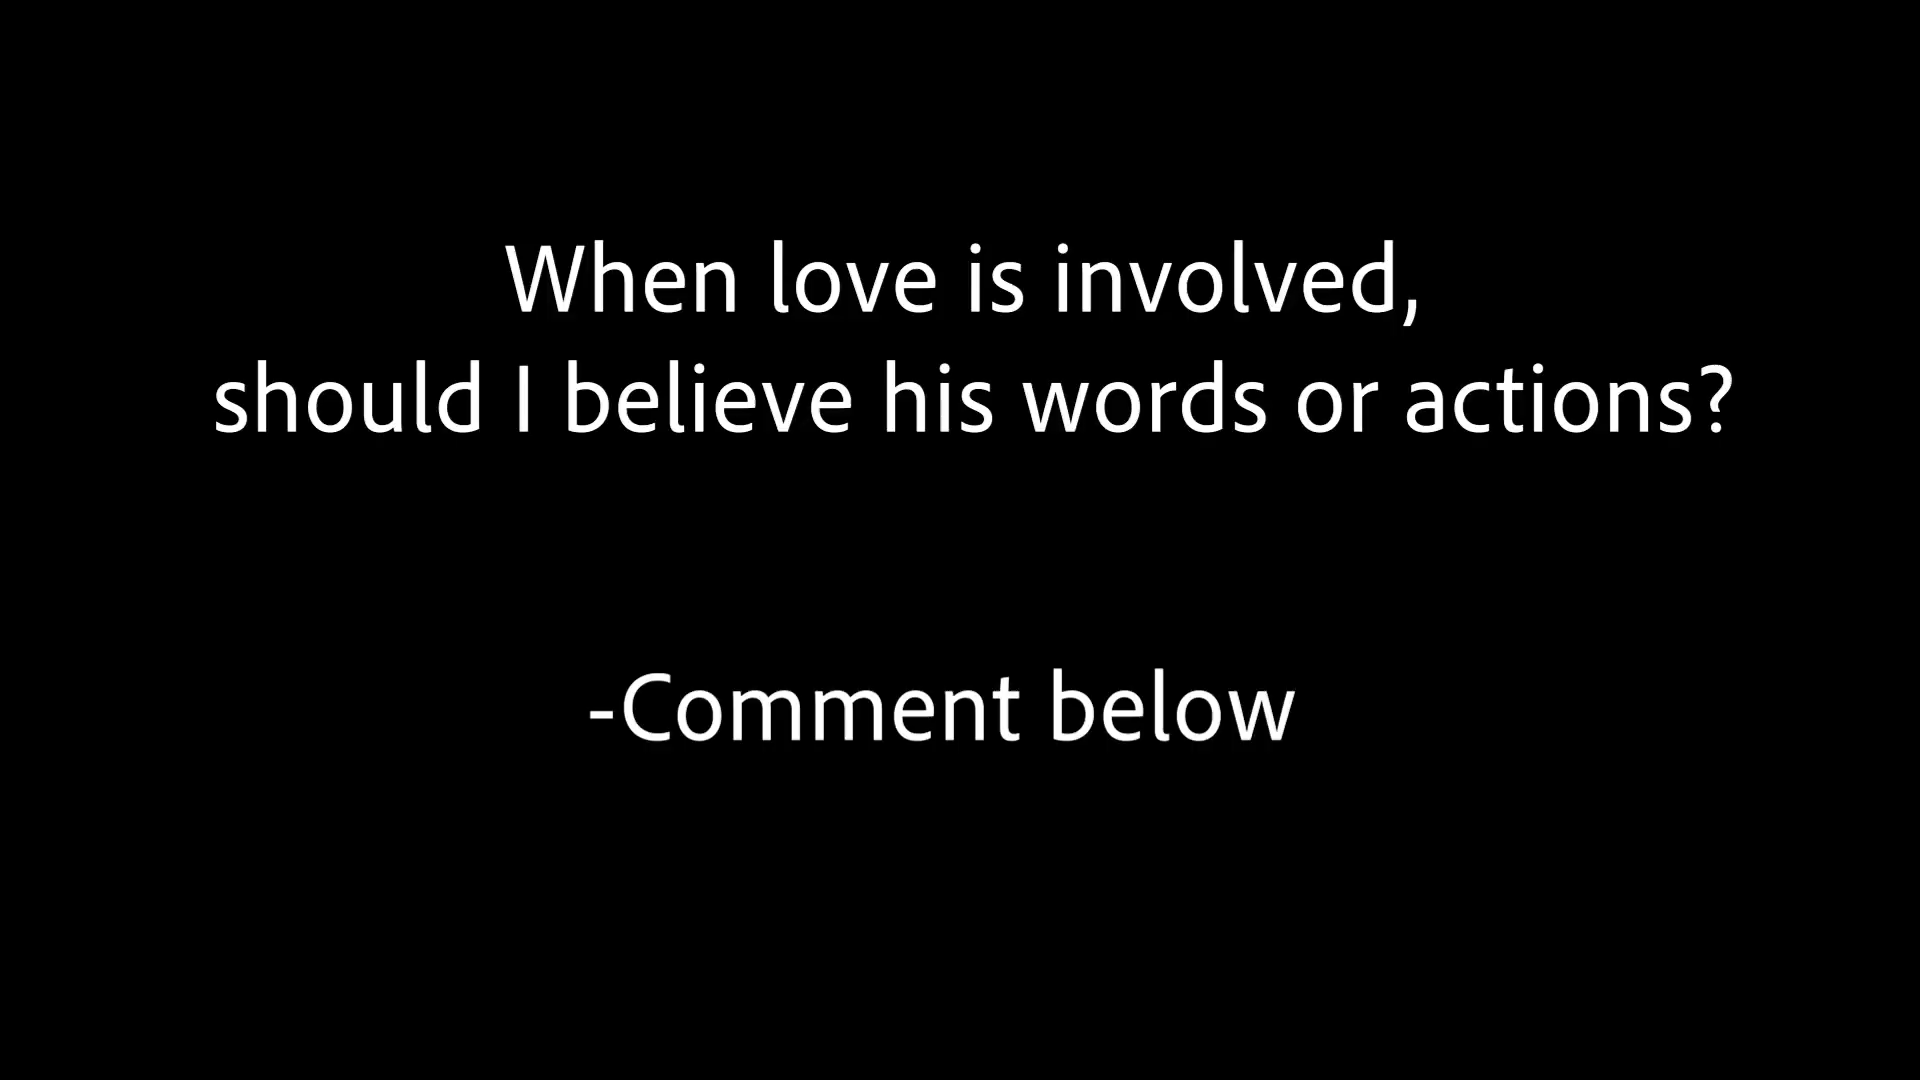 When love is involved,
should I believe his words or actions?
-Comment below